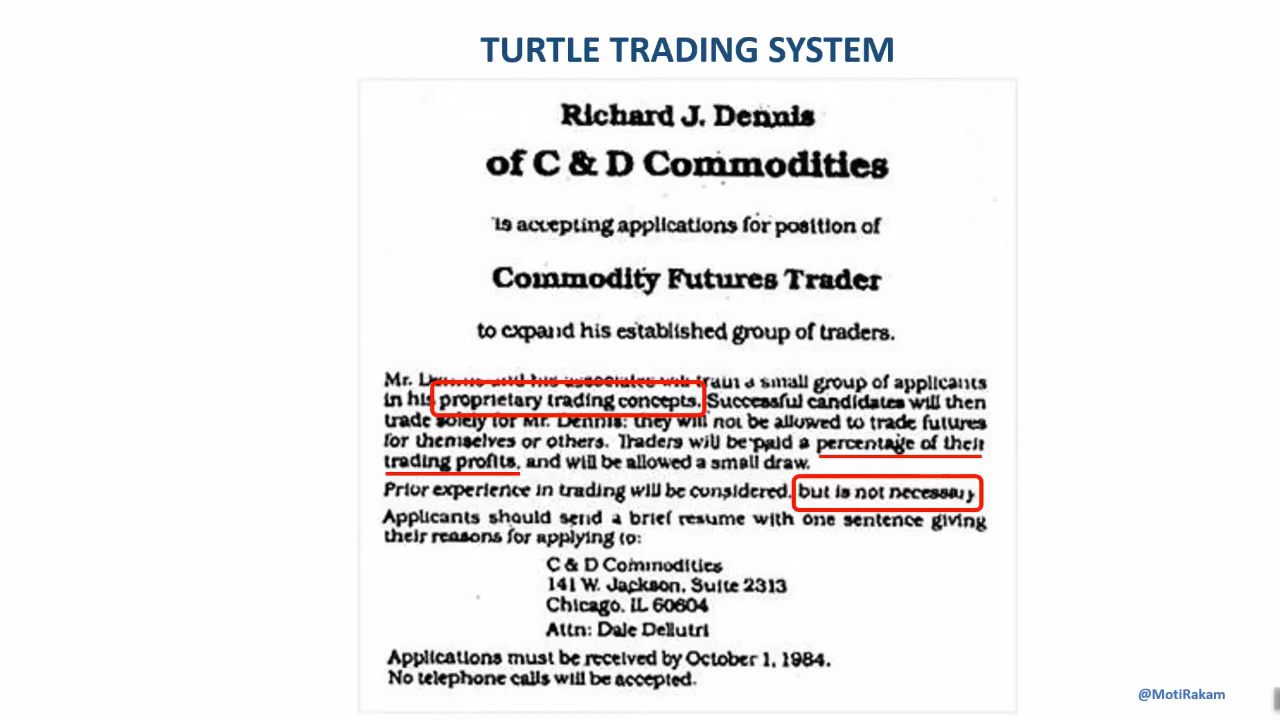 TURTLE TRADING SYSTEM
Richard J. Dennis
of C & D Commodities
is accepting applications for position of
Commodity Futures Trader
to expand his established group of traders.
Mr. Dennis and his associates will train a small group of applicants
in his proprietary trading concepts. Successful candidates will then
trade solely for Mr. Dennis: they will not be allowed to trade futures
for themselves or others. Traders will be paid a percentage of their
trading profits, and will be allowed a small draw.
Prior experience in trading will be considered, but is not necessary.
Applicants should send a brief resume with one sentence giving
their reasons for applying to:
C & D Commodities
141 W. Jackson, Suite 2313
Chicago, IL 60604
Attn: Dale Dellutri
Applications must be received by October 1, 1984.
No telephone calls will be accepted.
@MotiRakam